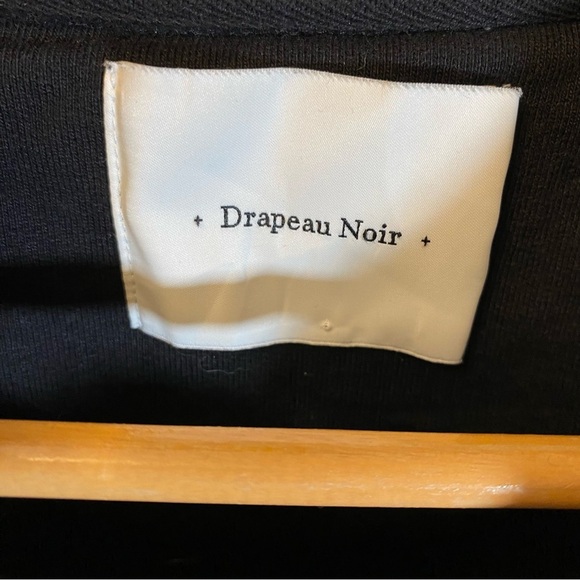 + Drapeau Noir +